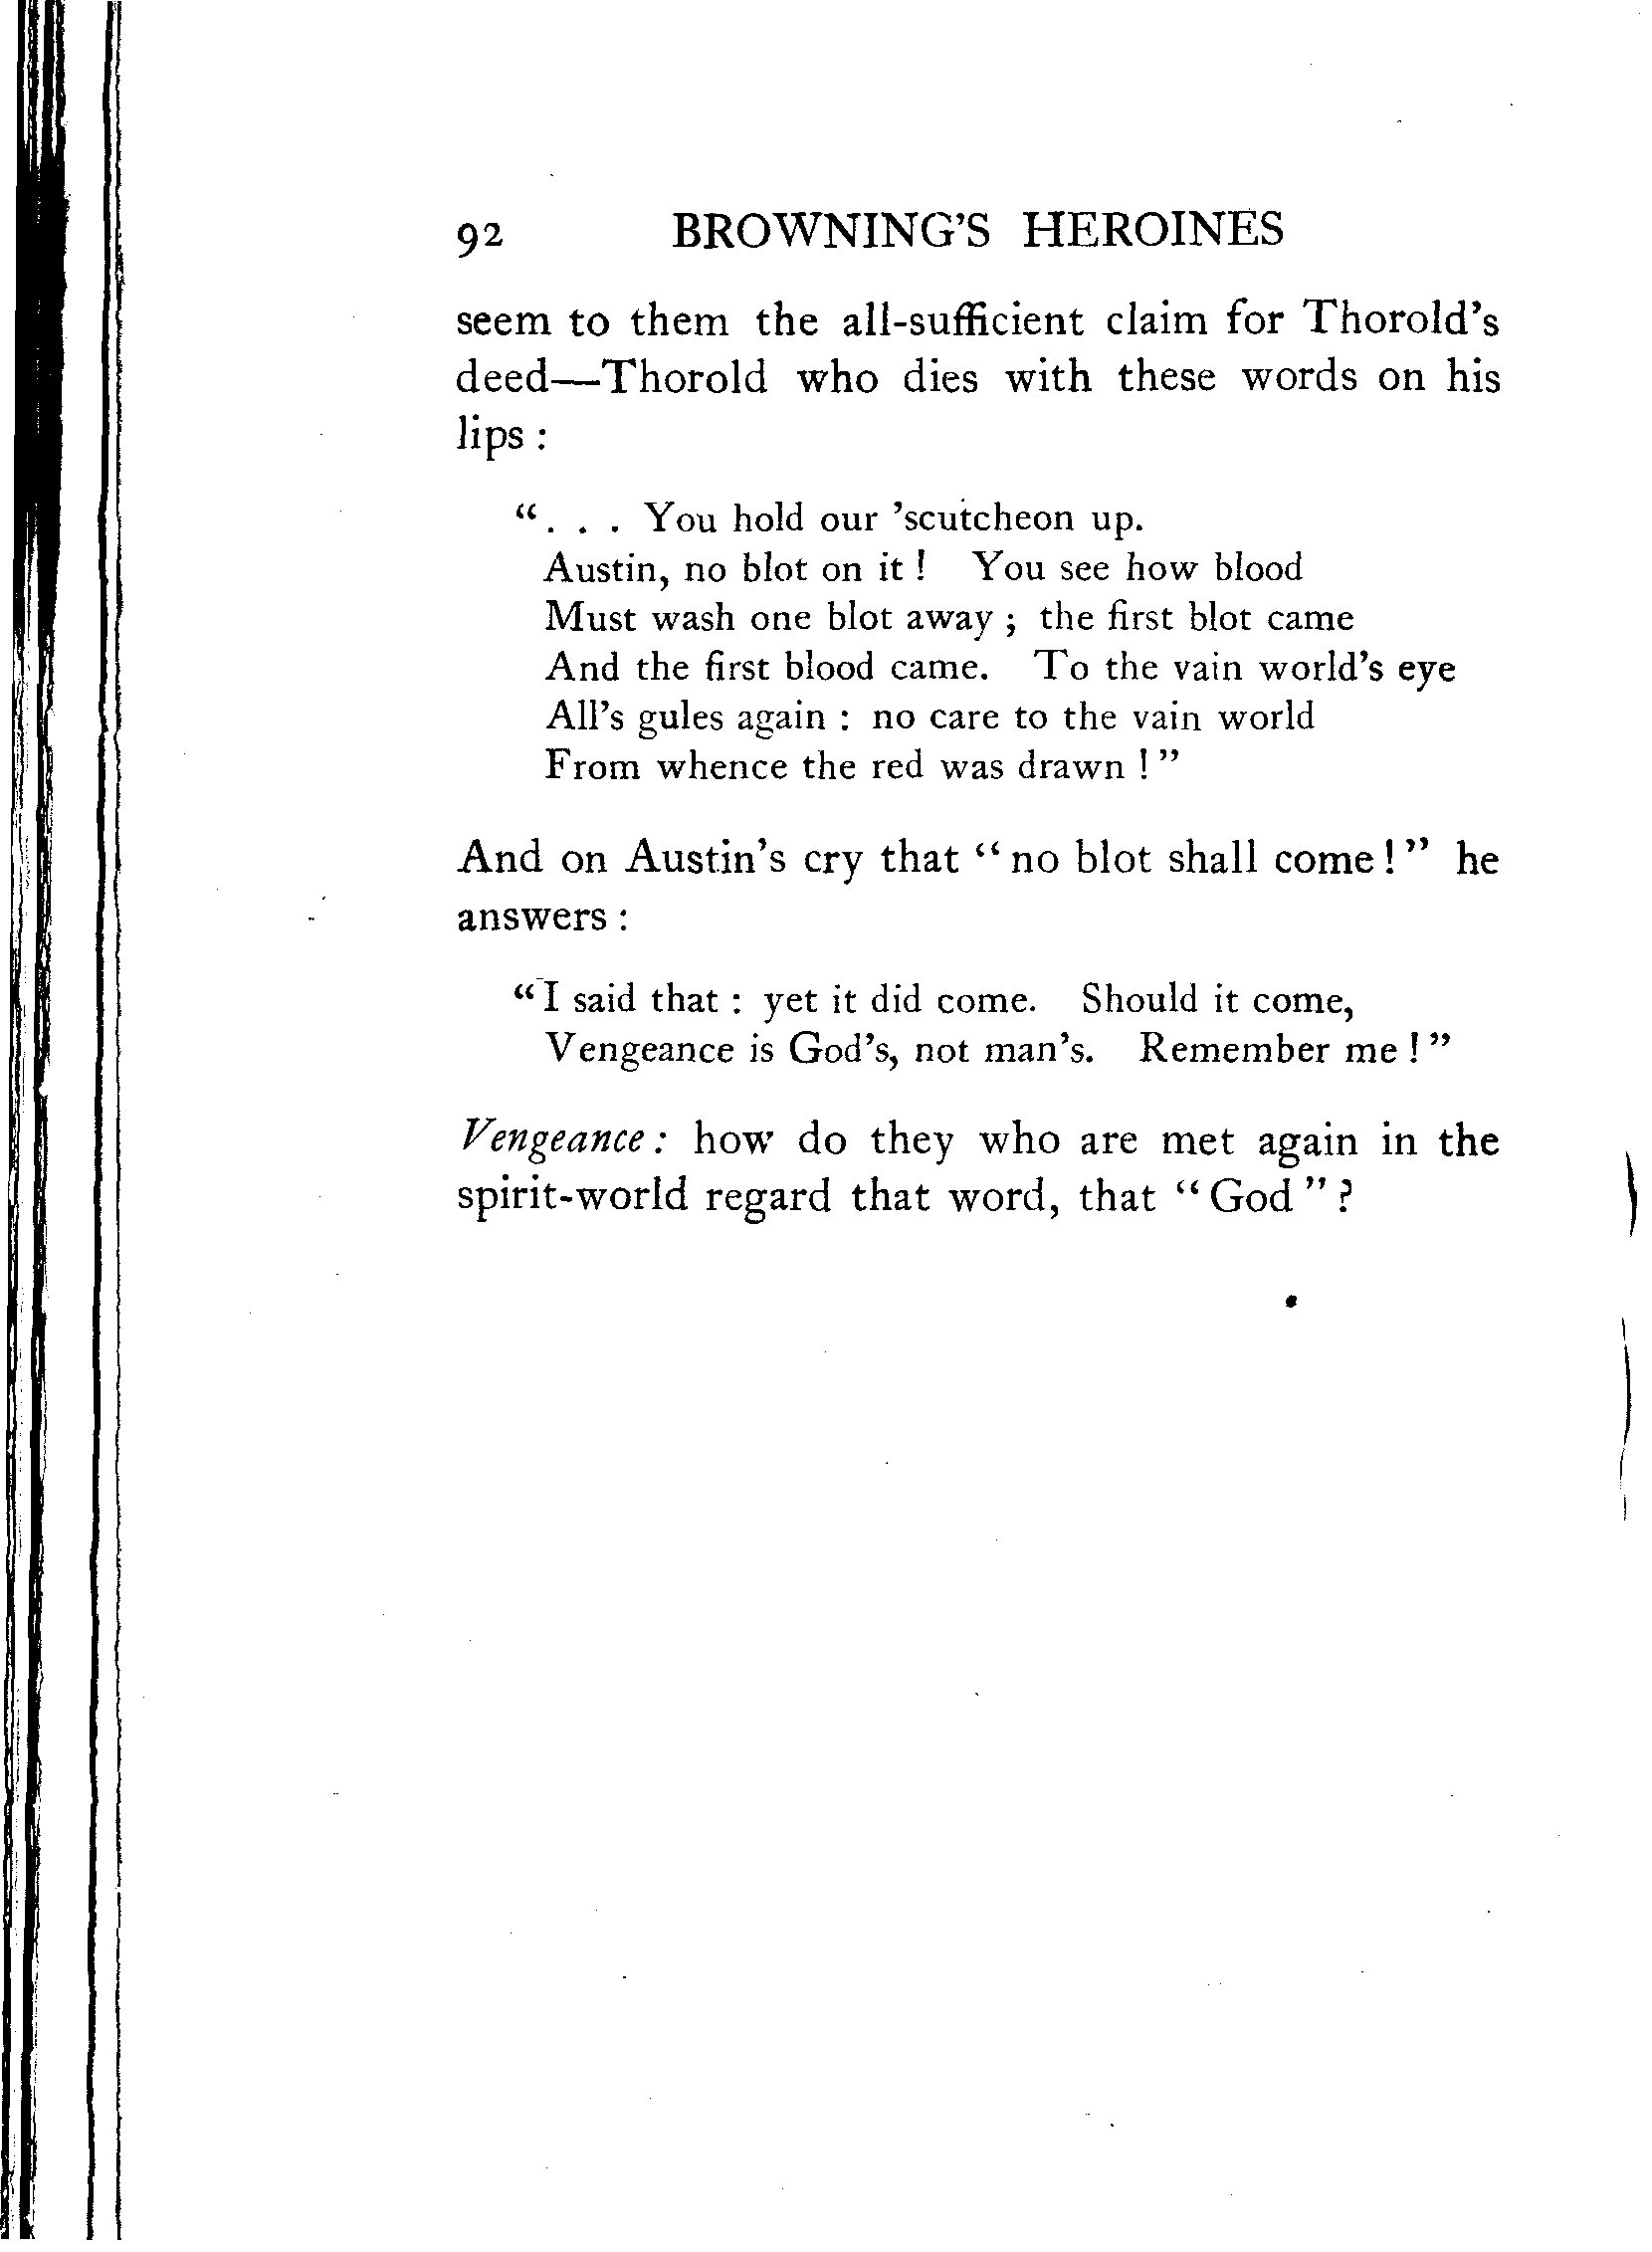 92 BROWNING'S HEROINES
seem to them the all-sufficient claim for Thorold's
deed—Thorold who dies with these words on his
lips :
“. . . You hold our ’scutcheon up.
Austin, no blot on it ! You see how blood
Must wash one blot away ; the first blot came
And the first blood came. To the vain world’s eye
All’s gules again : no care to the vain world
From whence the red was drawn ! ”
And on Austin’s cry that “ no blot shall come ! ” he
answers :
“ I said that : yet it did come. Should it come,
Vengeance is God’s, not man’s. Remember me ! ”
Vengeance : how do they who are met again in the
spirit-world regard that word, that “ God ” ?